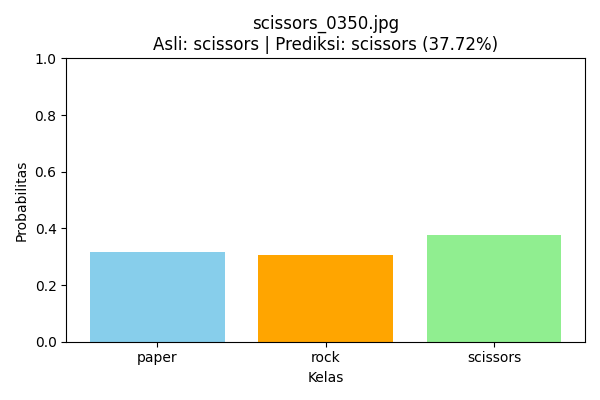 scissors_0350.jpg
Asli: scissors | Prediksi: scissors (37.72%)
1.0
0.8
0.6
0.4
0.2
0.0
Probabilitas
paper
rock
scissors
Kelas